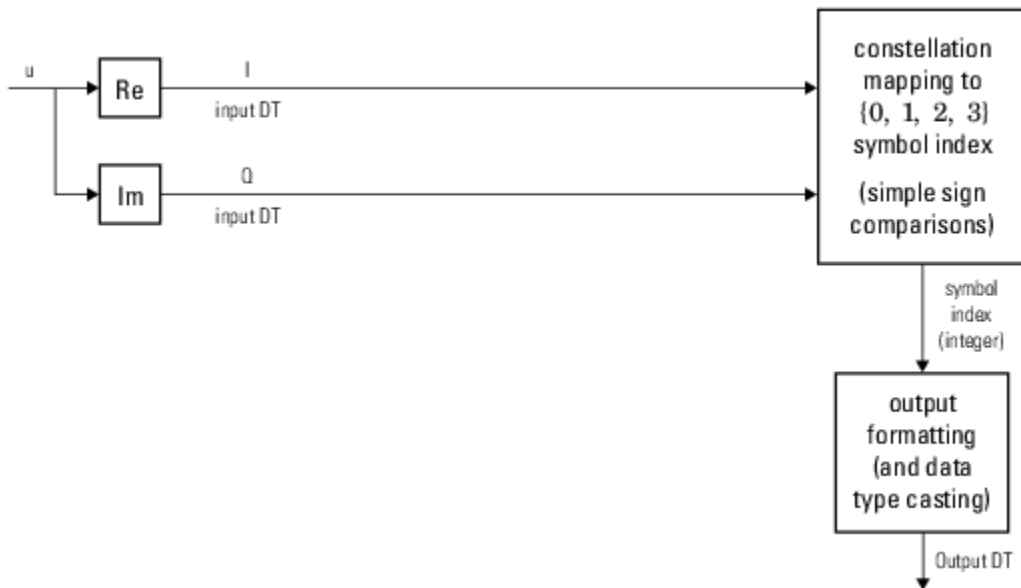 u
Re
I
input DT
Im
Q
input DT
constellation
mapping to
{0, 1, 2, 3}
symbol index
(simple sign
comparisons)
symbol
index
(integer)
output
formatting
(and data
type casting)
Output DT